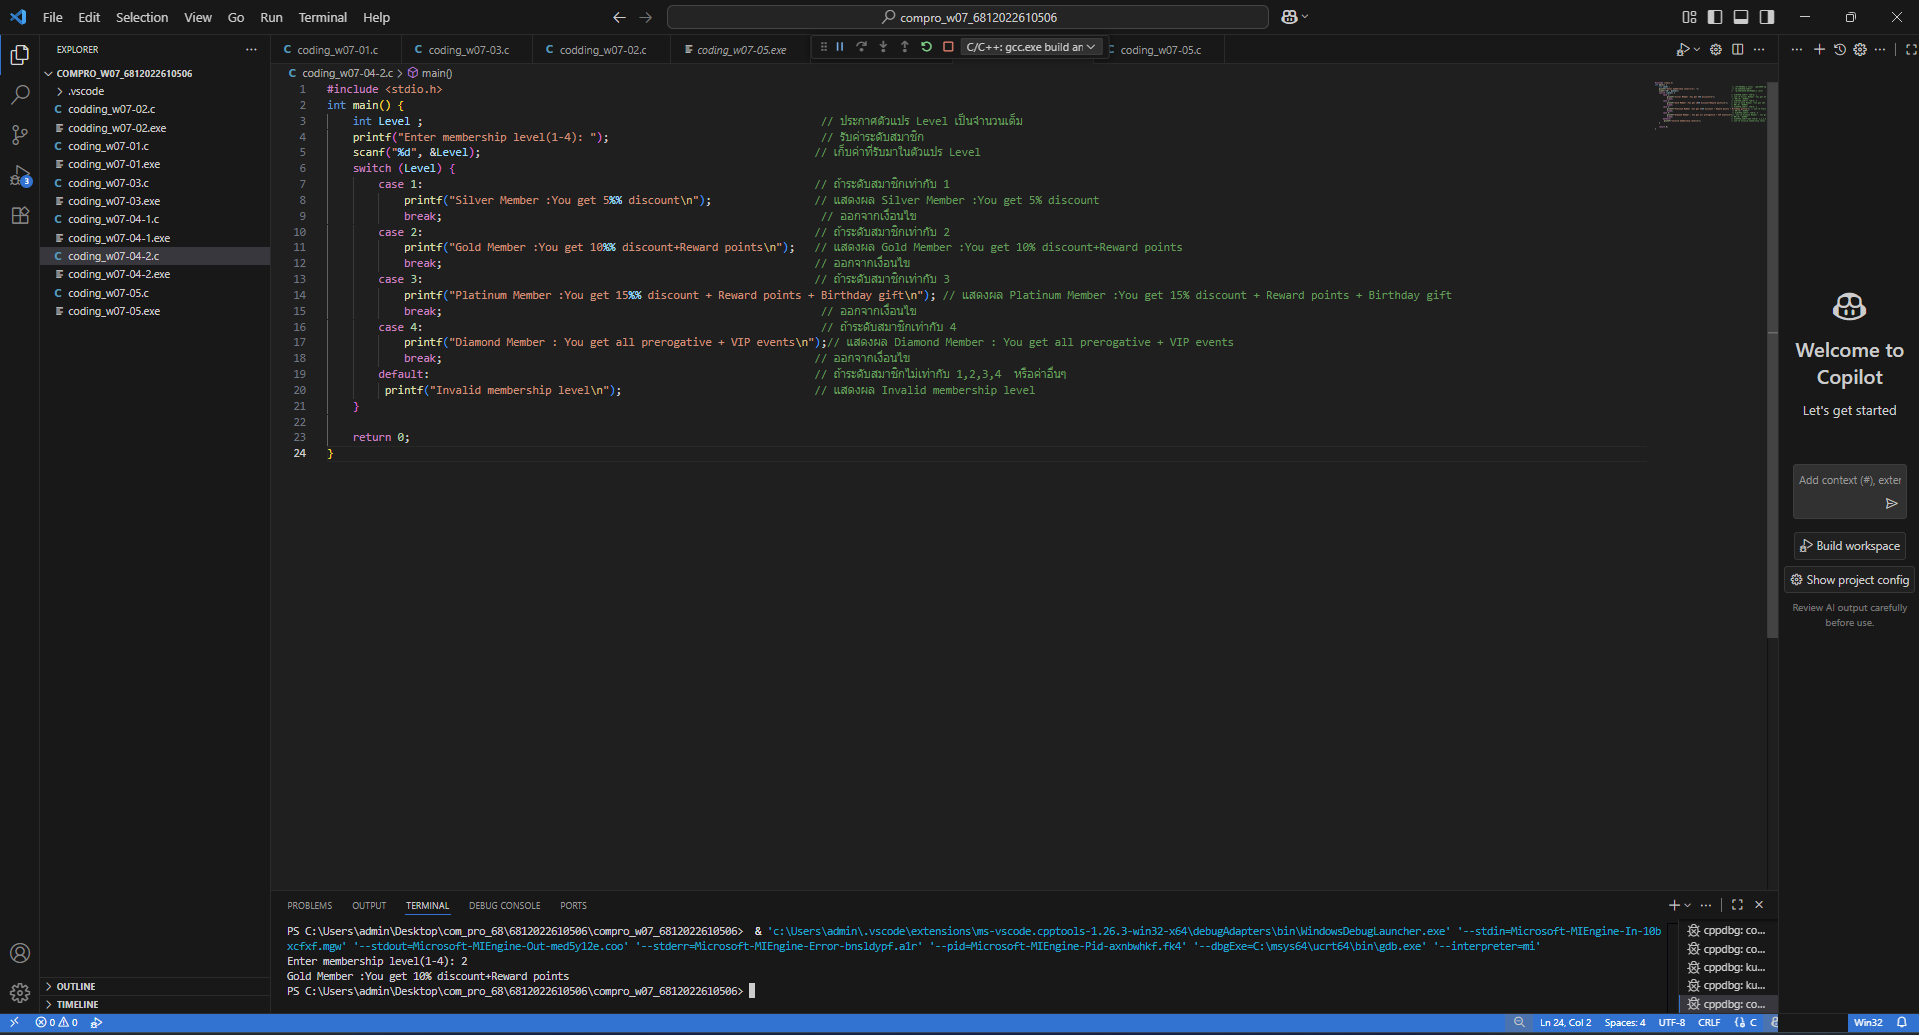 File Edit Selection View Go Run Terminal Help
compro_w07_6812022610506
EXPLORER
COMPRO_W07_6812022610506
.vscode
codding_w07-02.c
codding_w07-02.exe
coding_w07-01.c
coding_w07-01.exe
coding_w07-03.c
coding_w07-03.exe
coding_w07-04-1.c
coding_w07-04-1.exe
coding_w07-04-2.c
coding_w07-04-2.exe
coding_w07-05.c
coding_w07-05.exe
OUTLINE
TIMELINE
3
coding_w07-01.c coding_w07-03.c codding_w07-02.c coding_w07-05.exe C/C++: gcc.exe build ar coding_w07-05.c
coding_w07-04-2.c > main()
1 #include <stdio.h>
2 int main() {
3 int Level ; // ประกาศตัวแปร Level เป็นจำนวนเต็ม
4 printf("Enter membership level(1-4): "); // รับค่าระดับสมาชิก
5 scanf("%d", &Level); // เก็บค่าที่รับมาในตัวแปร Level
6 switch (Level) {
7 case 1: // ถ้าระดับสมาชิกเท่ากับ 1
8 printf("Silver Member :You get 5%% discount\n"); // แสดงผล Silver Member :You get 5% discount
9 break; // ออกจากเงื่อนไข
10 case 2: // ถ้าระดับสมาชิกเท่ากับ 2
11 printf("Gold Member :You get 10%% discount+Reward points\n"); // แสดงผล Gold Member :You get 10% discount+Reward points
12 break; // ออกจากเงื่อนไข
13 case 3: // ถ้าระดับสมาชิกเท่ากับ 3
14 printf("Platinum Member :You get 15%% discount + Reward points + Birthday gift\n"); // แสดงผล Platinum Member :You get 15% discount + Reward points + Birthday gift
15 break; // ออกจากเงื่อนไข
16 case 4: // ถ้าระดับสมาชิกเท่ากับ 4
17 printf("Diamond Member : You get all prerogative + VIP events\n");// แสดงผล Diamond Member : You get all prerogative + VIP events
18 break; // ออกจากเงื่อนไข
19 default: // ถ้าระดับสมาชิกไม่เท่ากับ 1,2,3,4 หรือค่าอื่นๆ
20 printf("Invalid membership level\n"); // แสดงผล Invalid membership level
21 }
22
23 return 0;
24 }
Welcome to
Copilot
Let's get started
Add context (#), exter
Build workspace
Show project config
Review AI output carefully
before use.
PROBLEMS OUTPUT TERMINAL DEBUG CONSOLE PORTS
PS C:\Users\admin\Desktop\com_pro_68\6812022610506\compro_w07_6812022610506> & 'c:\Users\admin\.vscode\extensions\ms-vscode.cpptools-1.26.3-win32-x64\debugAdapters\bin\WindowsDebugLauncher.exe' '--stdin=Microsoft-MIEngine-In-10b
xcfxf.mgw' '--stdout=Microsoft-MIEngine-Out-med5yl2e.coo' '--stderr=Microsoft-MIEngine-Error-bnsldypf.a1r' '--pid=Microsoft-MIEngine-Pid-axnbwhkf.fk4' '--dbgExe=C:\msys64\ucrt64\bin\gdb.exe' '--interpreter=mi'
Enter membership level(1-4): 2
Gold Member :You get 10% discount+Reward points
PS C:\Users\admin\Desktop\com_pro_68\6812022610506\compro_w07_6812022610506>
cppdbg: co...
cppdbg: co...
cppdbg: ku...
cppdbg: ku...
cppdbg: co...
0 0
Ln 24, Col 2 Spaces: 4 UTF-8 CRLF {} C Win32